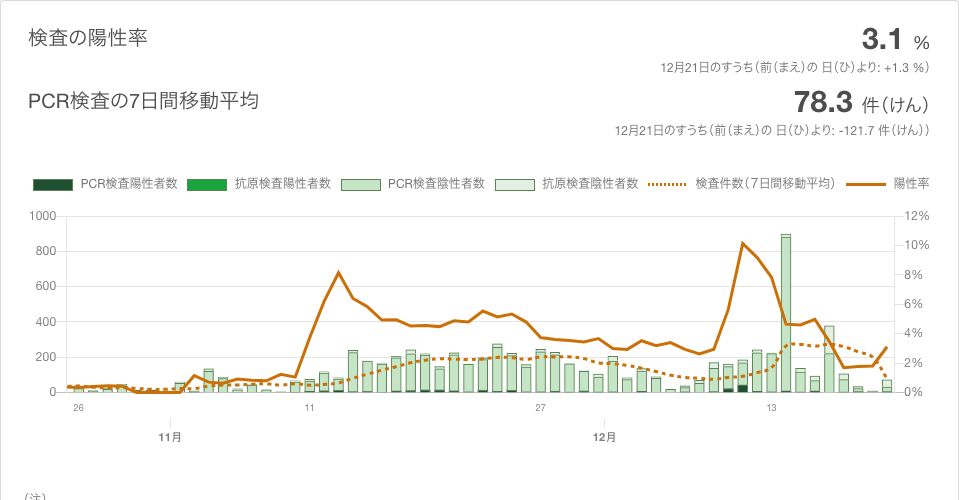 検査の陽性率
3.1 %
12月21日のすうち(前(まえ)の 日(ひ)より: +1.3 %)
PCR検査の7日間移動平均
78.3 件(けん)
12月21日のすうち(前(まえ)の 日(ひ)より: -121.7 件(けん))
PCR検査陽性者数 抗原検査陽性者数 PCR検査陰性者数 抗原検査陰性者数 検査件数(7日間移動平均) 陽性率
1000 12%
800 10%
600 8%
400 6%
200 4%
0 2%
0%
26 11 27 13
11月 12月
(注)